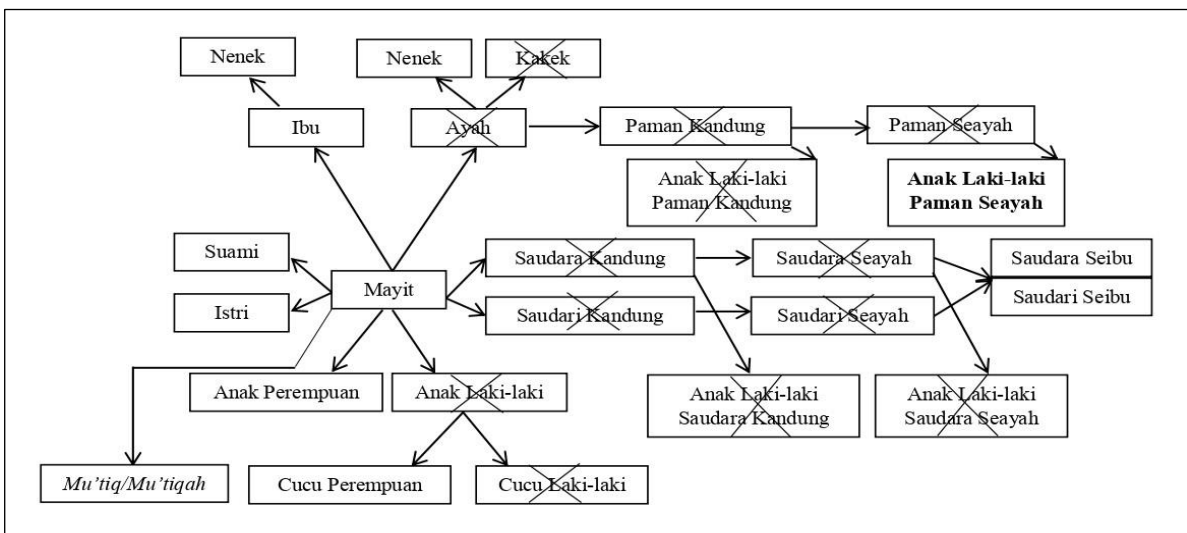 Nenek
Nenek
Kakek
Ibu
Ayah
Paman Kandung
Paman Seayah
Anak Laki-laki
Paman Kandung
Anak Laki-laki
Paman Seayah
Suami
Saudara Kandung
Saudara Seayah
Saudara Seibu
Mayit
Istri
Saudari Kandung
Saudari Seayah
Saudari Seibu
Anak Perempuan
Anak Laki-laki
Anak Laki-laki
Saudara Kandung
Anak Laki-laki
Saudara Seayah
Mu’tiq/Mu’tiqah
Cucu Perempuan
Cucu Laki-laki